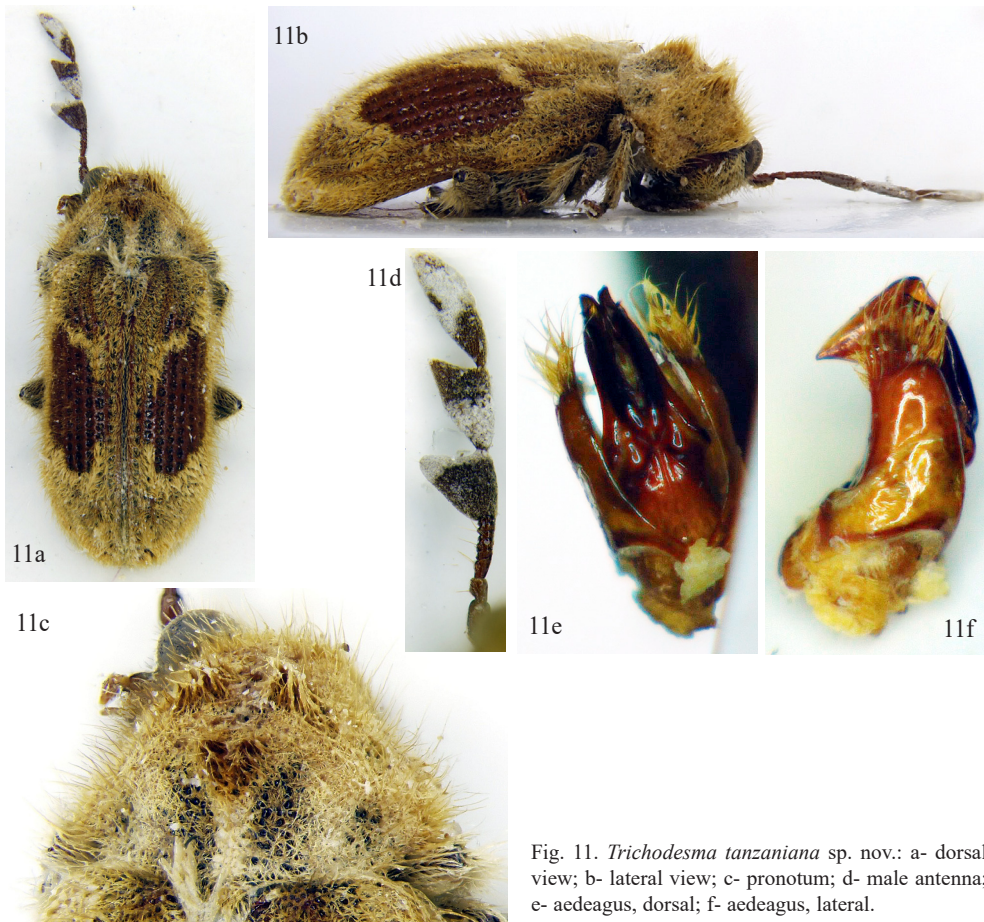 11a
11b
11d
11e
11f
11c
Fig. 11. Trichodesma tanzaniana sp. nov.: a- dorsal
view; b- lateral view; c- pronotum; d- male antenna;
e- aedeagus, dorsal; f- aedeagus, lateral.